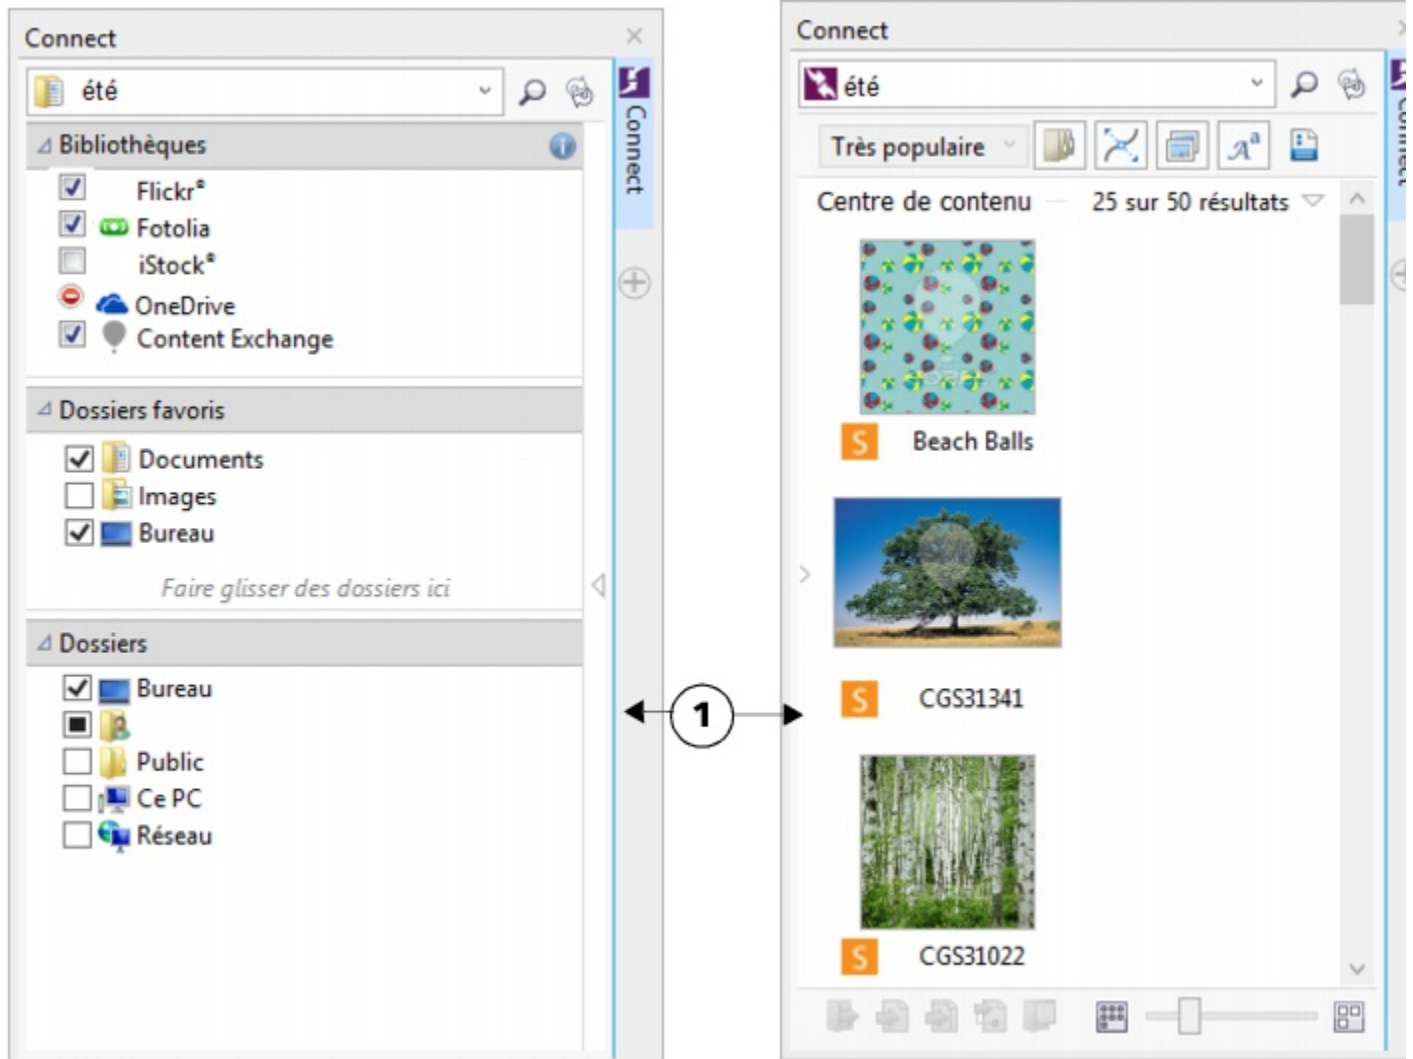 Connect
été
Bibliothèques
Flickr®
Fotolia
iStock®
OneDrive
Content Exchange
Dossiers favoris
Documents
Images
Bureau
Faire glisser des dossiers ici
Dossiers
Bureau
Public
Ce PC
Réseau
Connect
1
Connect
été
Très populaire
Centre de contenu
25 sur 50 résultats
S Beach Balls
S CGS31341
S CGS31022
Connect